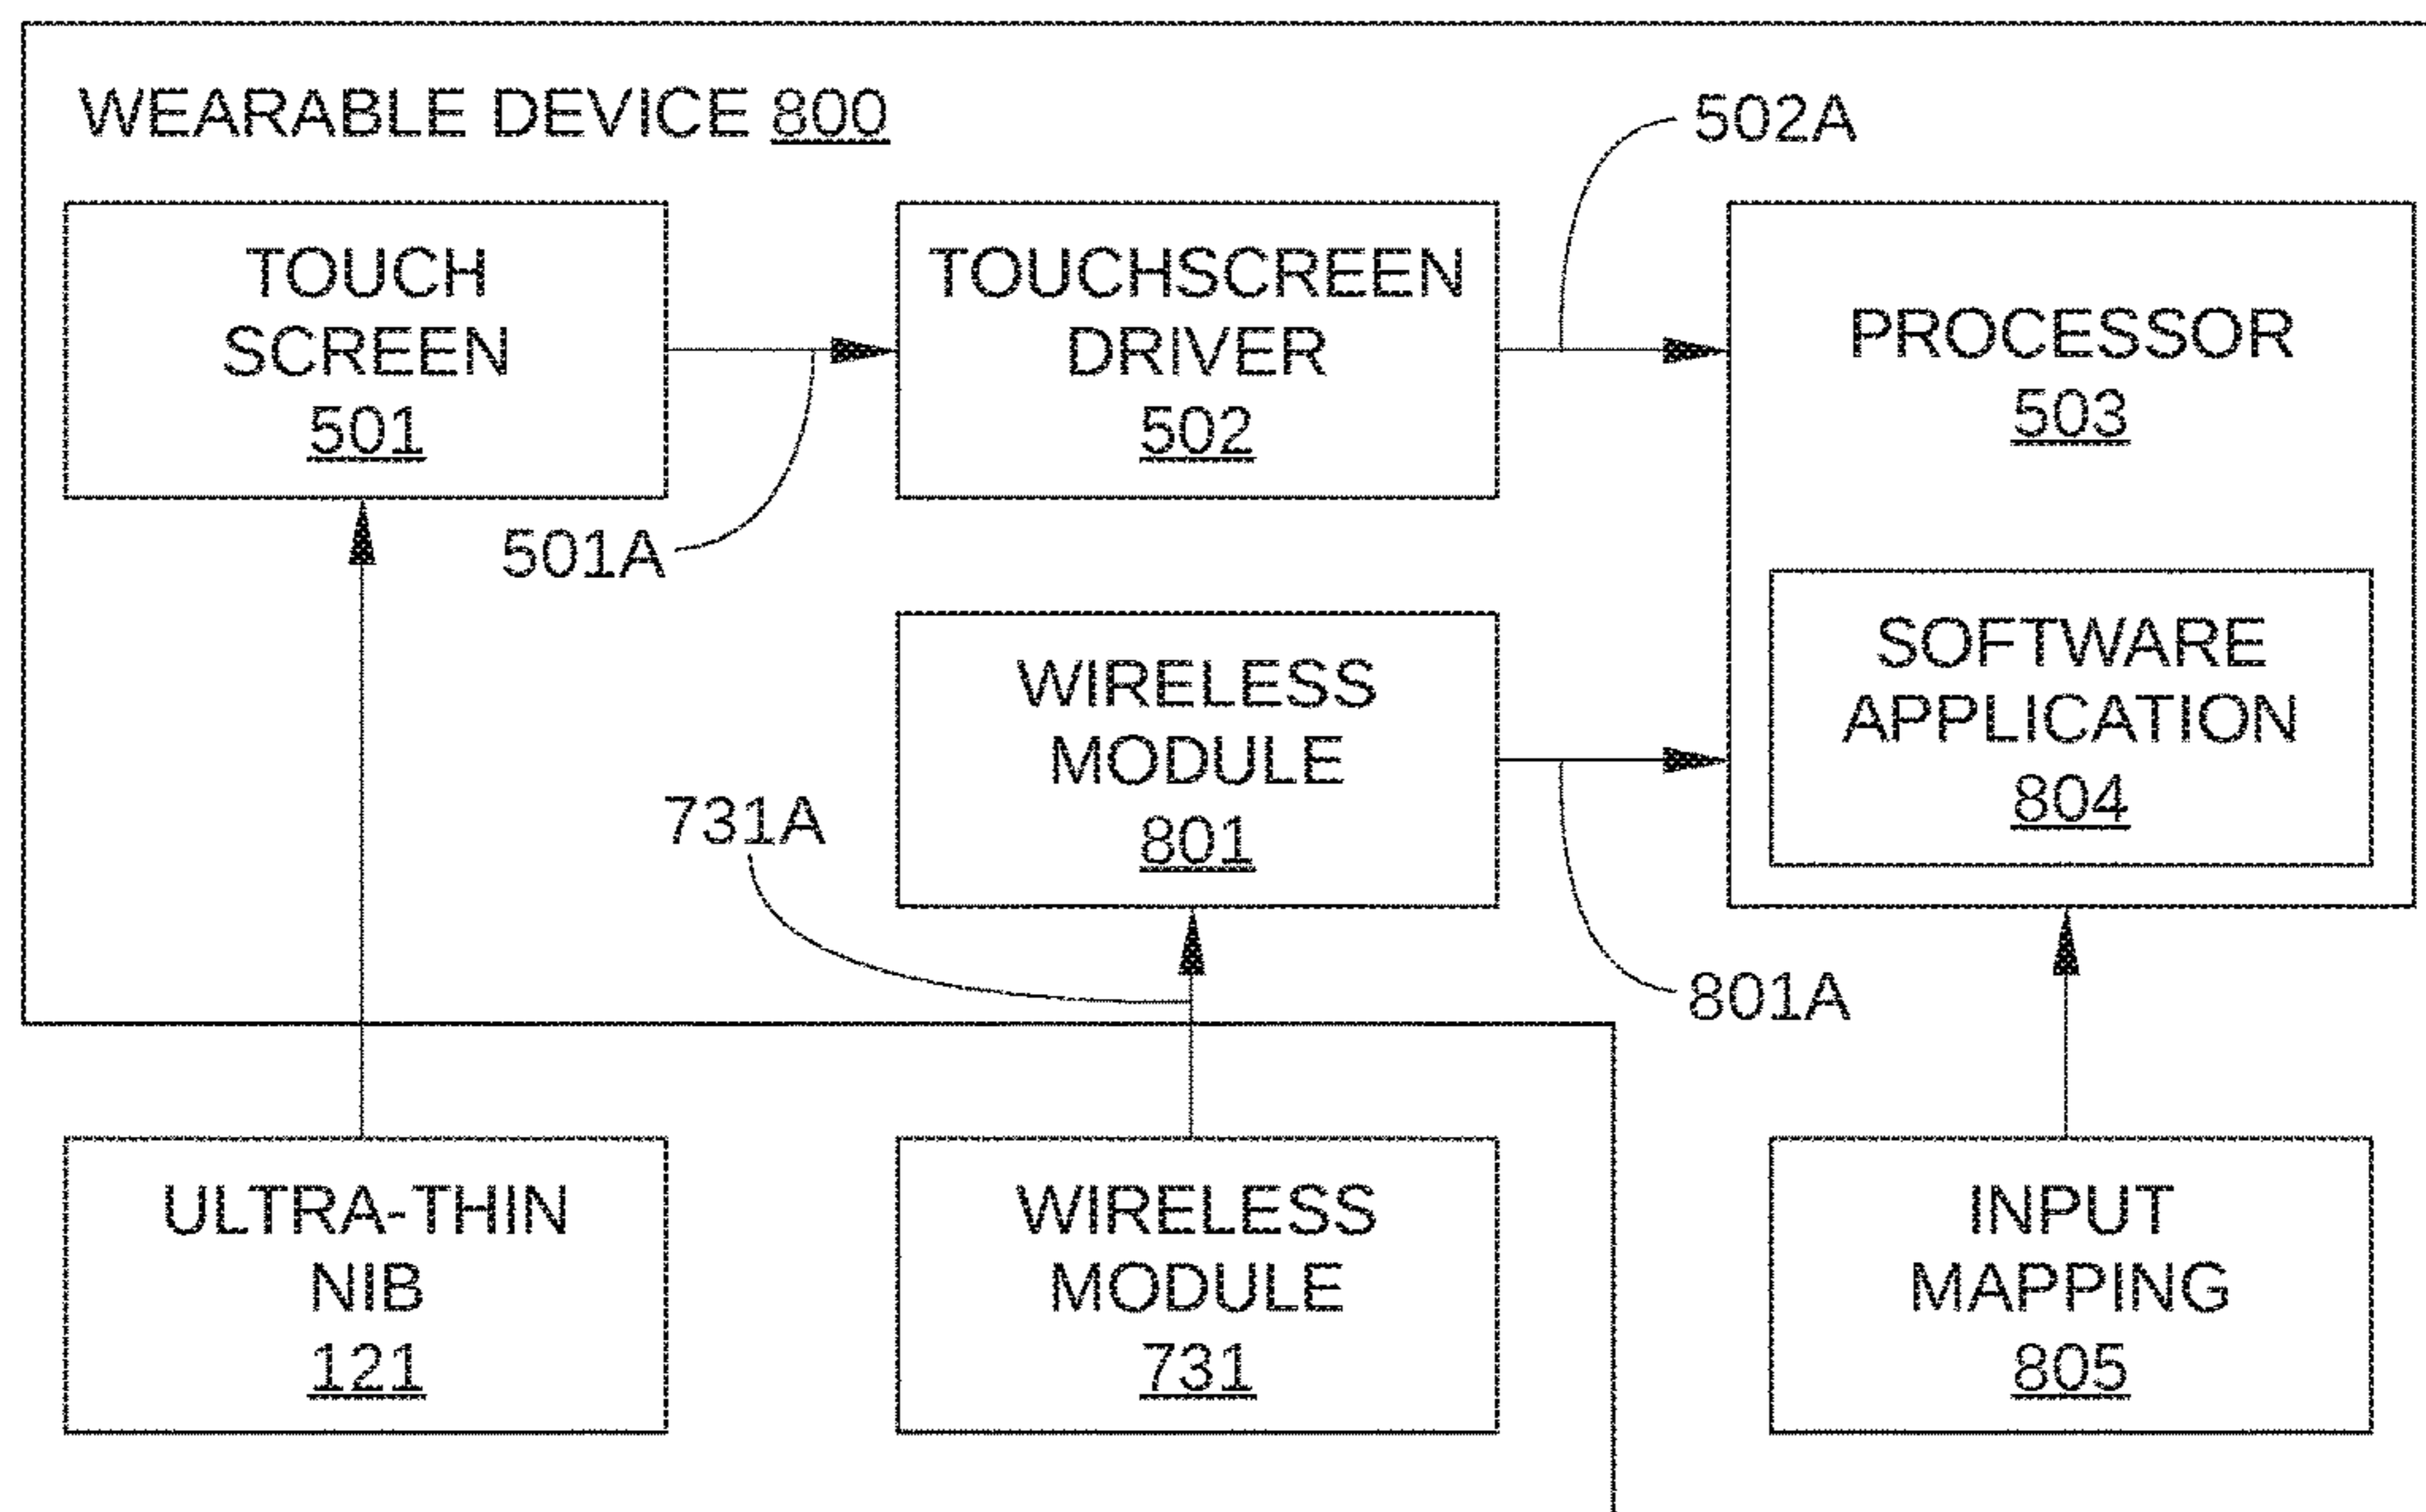 WEARABLE DEVICE 800
502A
TOUCH
SCREEN
501
TOUCHSCREEN
DRIVER
502
PROCESSOR
503
501A
WIRELESS
MODULE
801
SOFTWARE
APPLICATION
804
731A
801A
ULTRA-THIN
NIB
121
WIRELESS
MODULE
731
INPUT
MAPPING
805